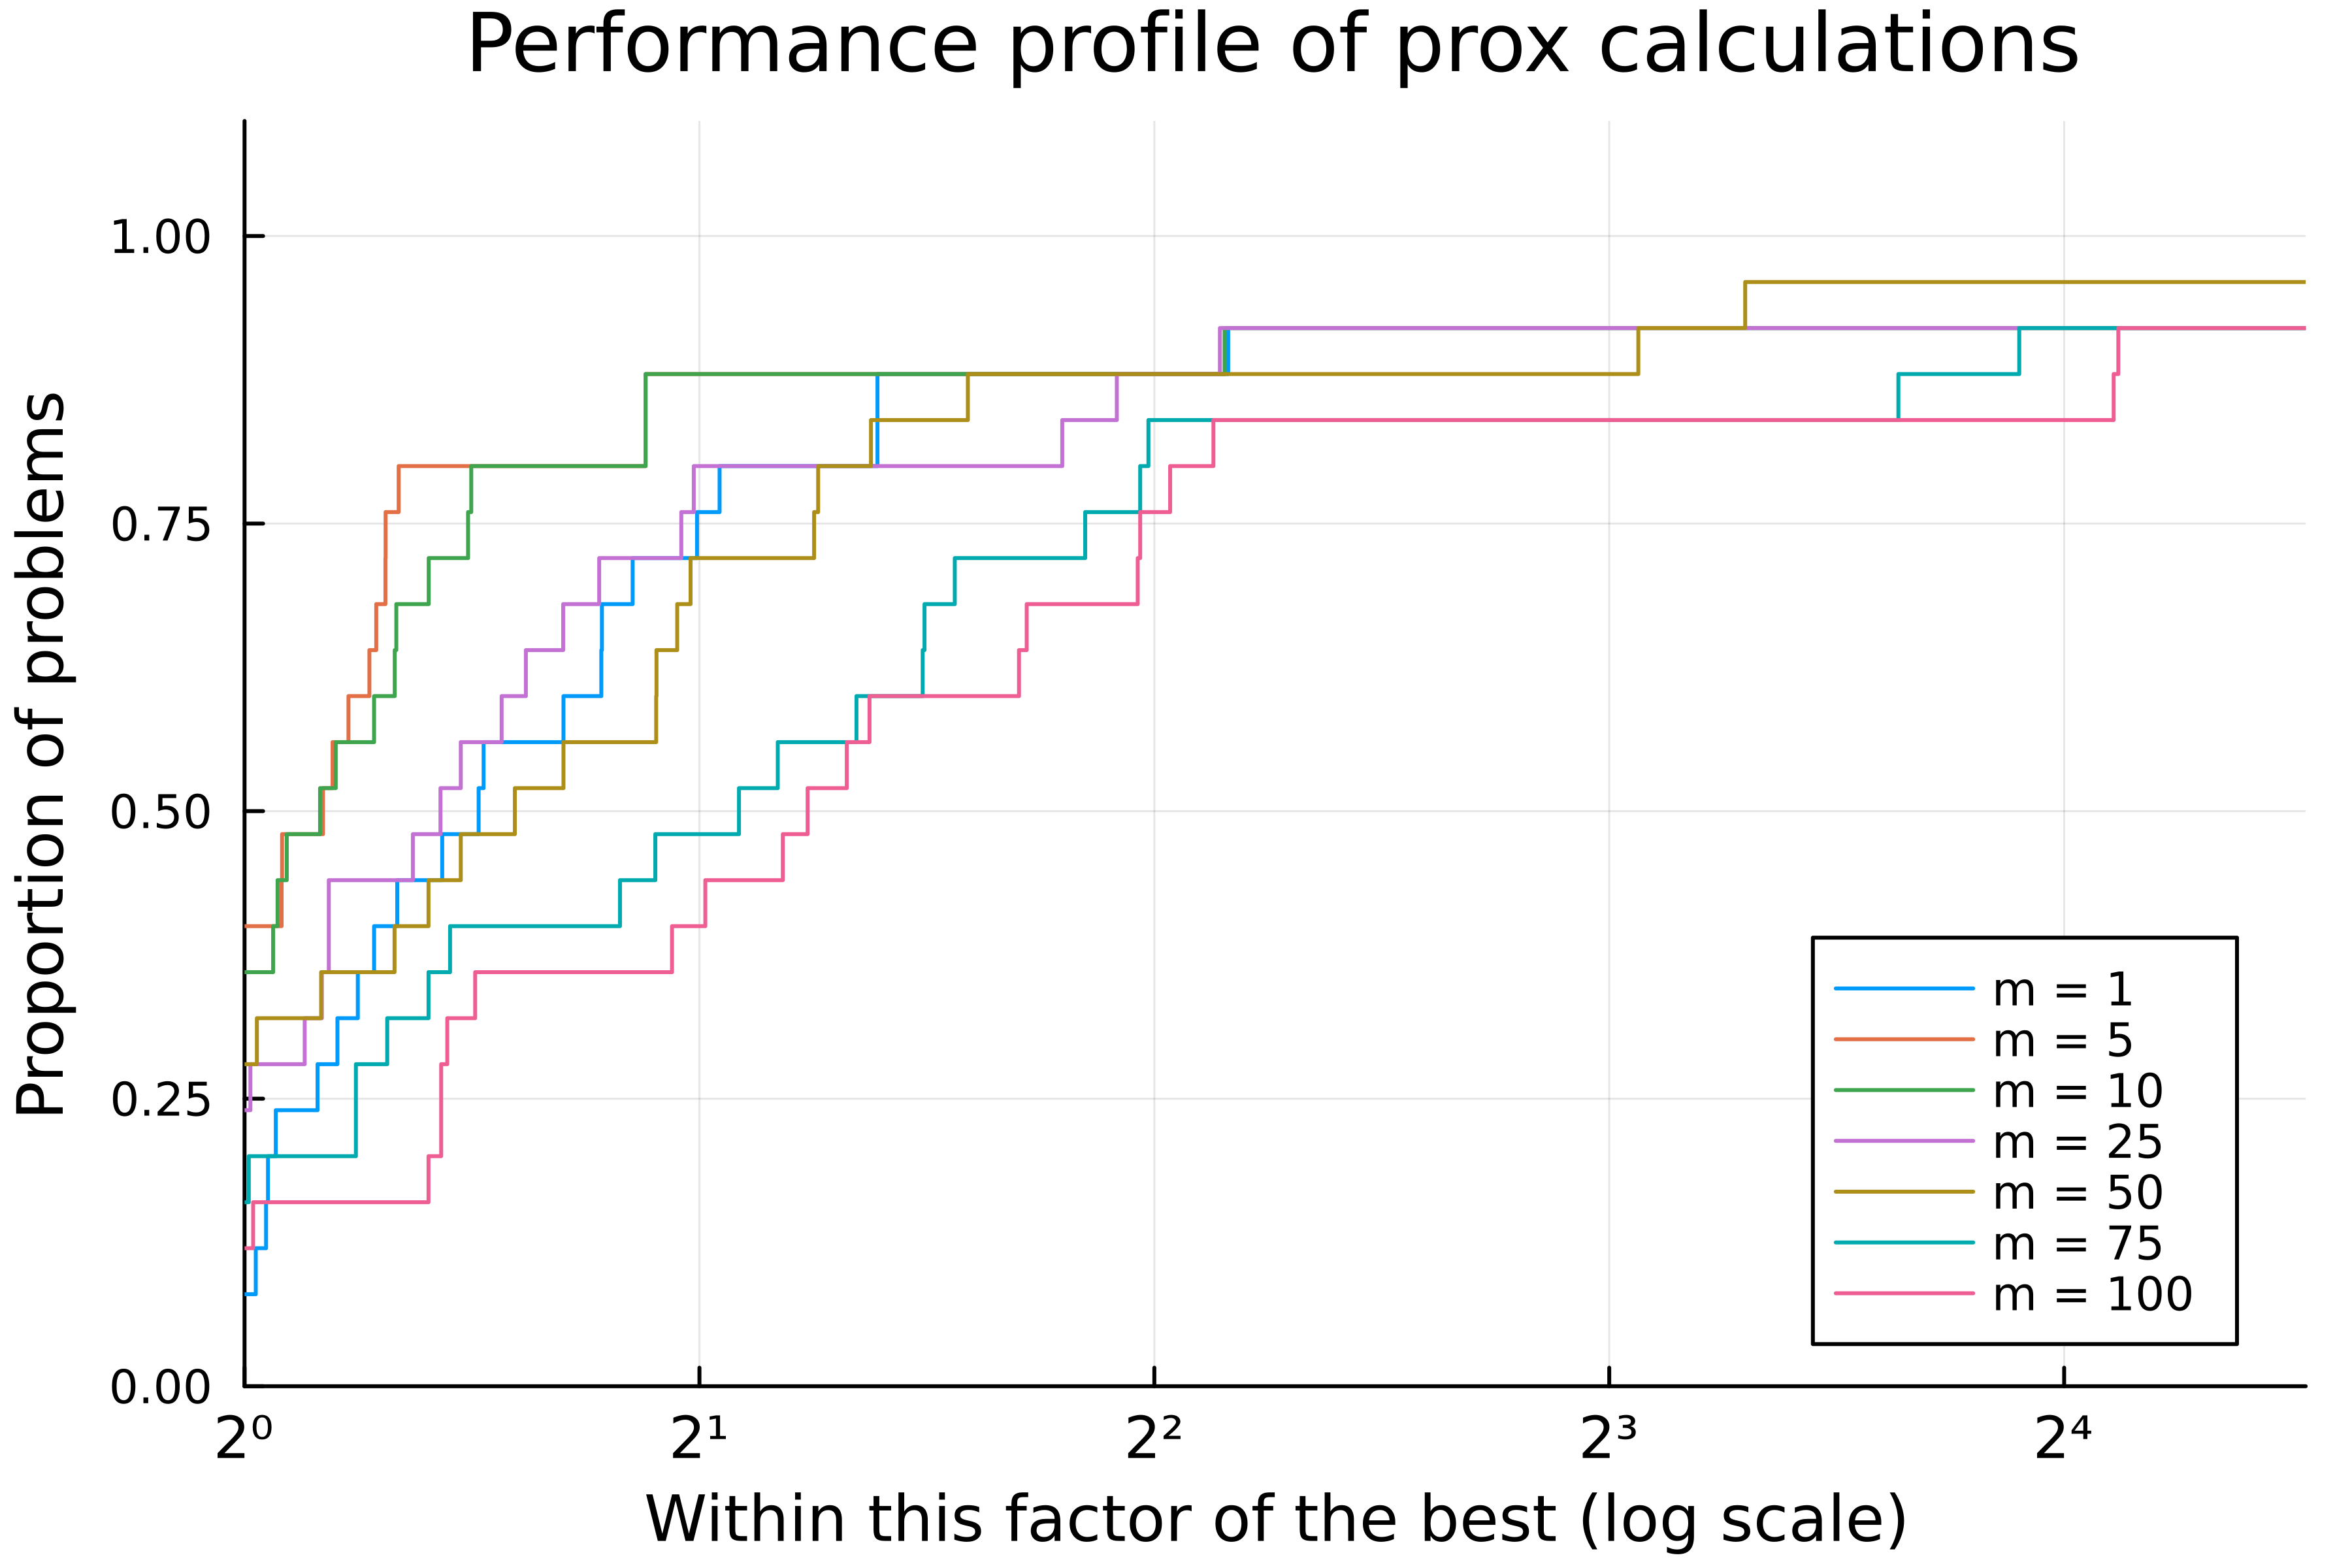 Performance profile of prox calculations
Proportion of problems
1.00
0.75
0.50
0.25
0.00
2⁰ 2¹ 2² 2³ 2⁴
Within this factor of the best (log scale)
m = 1
m = 5
m = 10
m = 25
m = 50
m = 75
m = 100